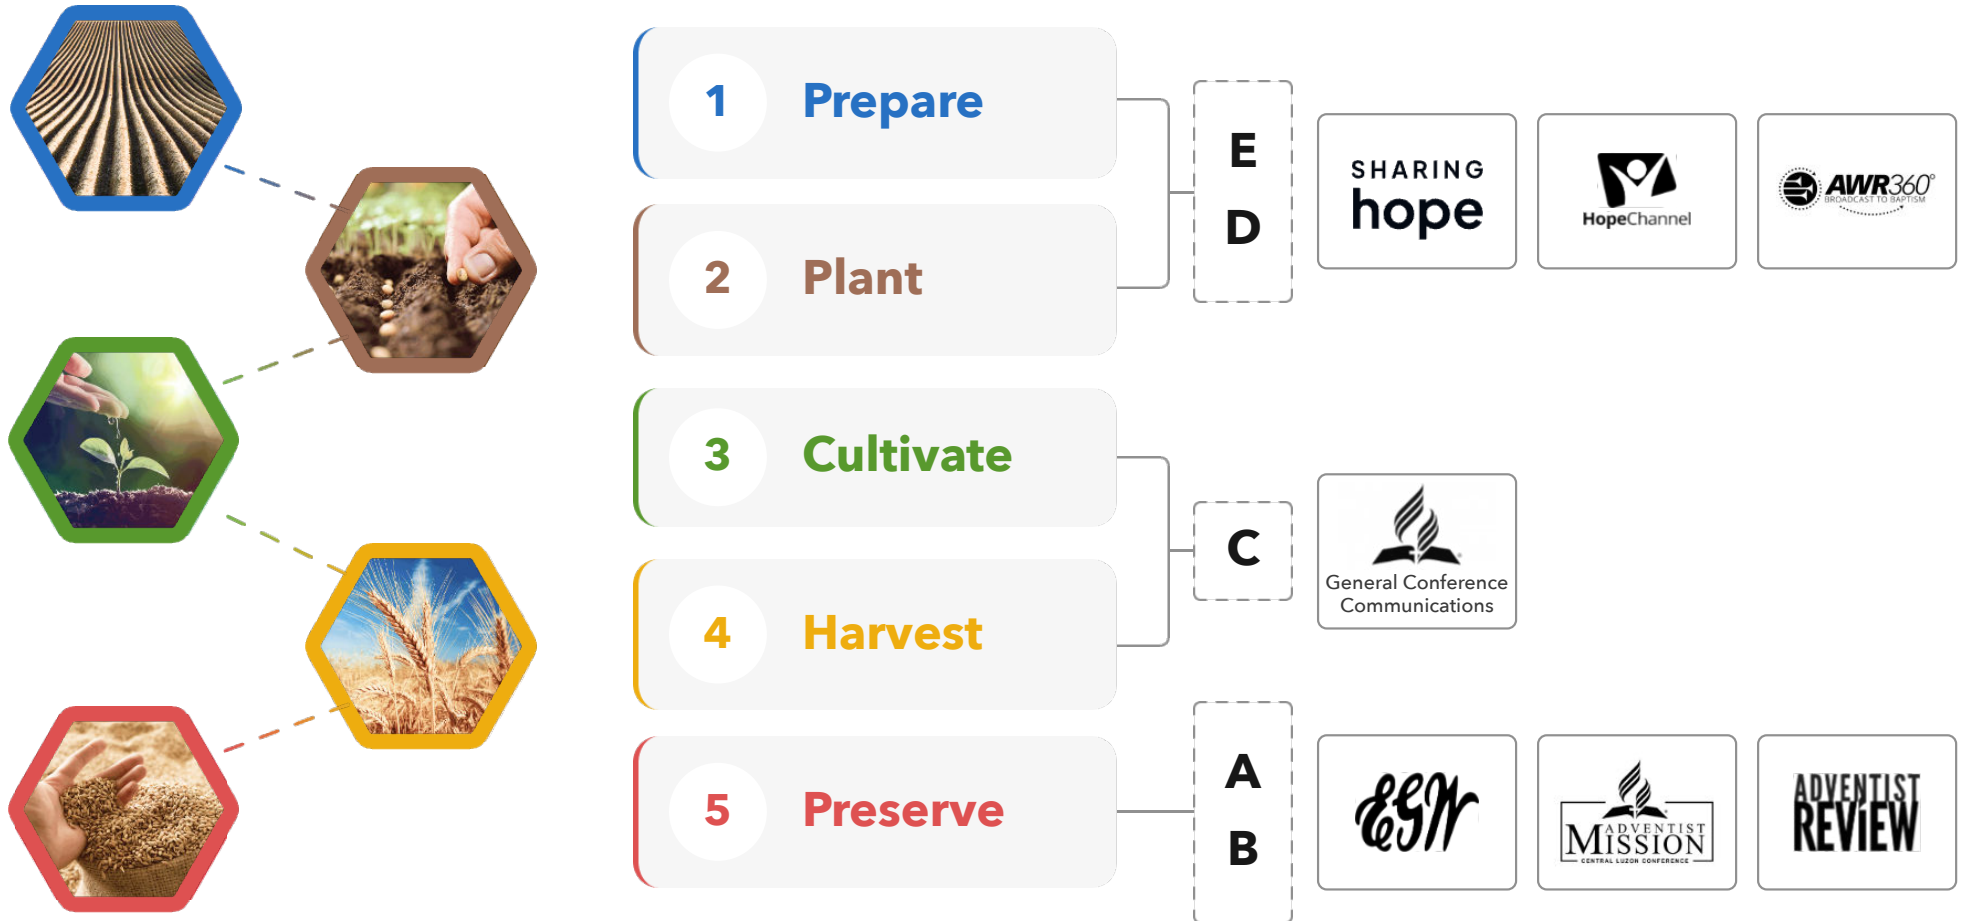 1 Prepare
2 Plant
E
D
SHARING
hope
HopeChannel
AWR360°
BROADCAST TO BAPTISM
3 Cultivate
4 Harvest
C
General Conference
Communications
5 Preserve
A
B
EGW
ADVENTIST
MISSION
CENTRAL LUZON CONFERENCE
ADVENTIST
REViEW